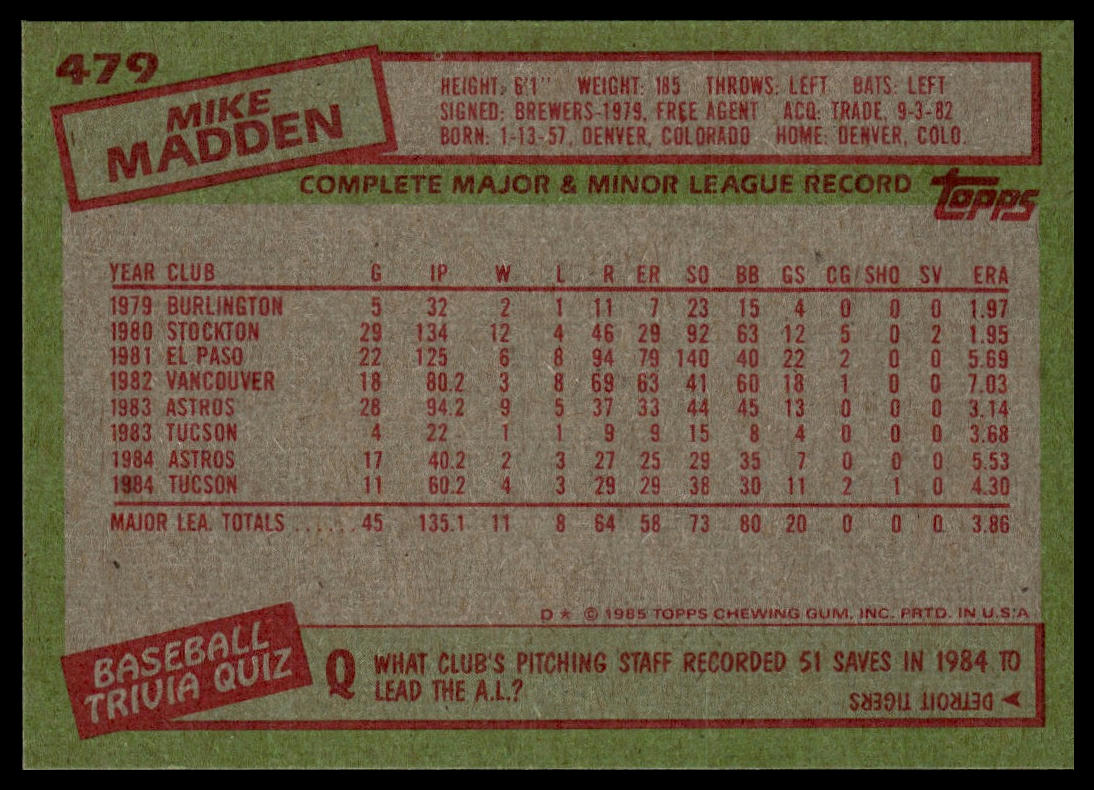 479
MIKE
MADDEN
HEIGHT: 6'1" WEIGHT: 185 THROWS: LEFT BATS: LEFT
SIGNED: BREWERS-1979, FREE AGENT ACQ: TRADE, 9-3-82
BORN: 1-13-57, DENVER, COLORADO HOME: DENVER, COLO.
COMPLETE MAJOR & MINOR LEAGUE RECORD
topps
YEAR CLUB G IP W L R ER SO BB GS CG SHO SV ERA
1979 BURLINGTON 5 32 2 1 11 7 23 15 4 0 0 0 1.97
1980 STOCKTON 29 134 12 4 46 29 92 63 12 5 0 2 1.95
1981 EL PASO 22 125 6 8 94 79 140 40 22 2 0 0 5.69
1982 VANCOUVER 18 80.2 3 8 69 63 41 60 18 1 0 0 7.03
1983 ASTROS 28 94.2 9 5 37 33 44 45 13 0 0 0 3.14
1983 TUCSON 4 22 1 1 9 9 15 8 4 0 0 0 3.68
1984 ASTROS 17 40.2 2 3 27 25 29 35 7 0 0 0 5.53
1984 TUCSON 11 60.2 4 3 29 29 38 30 11 2 1 0 4.30
MAJOR LEA. TOTALS ...... 45 135.1 11 8 64 58 73 80 20 0 0 0 3.86
D★ © 1985 TOPPS CHEWING GUM, INC. PRTD. IN U.S.A
BASEBALL
TRIVIA QUIZ
Q WHAT CLUB'S PITCHING STAFF RECORDED 51 SAVES IN 1984 TO
LEAD THE A.L.?
DETROIT TIGERS